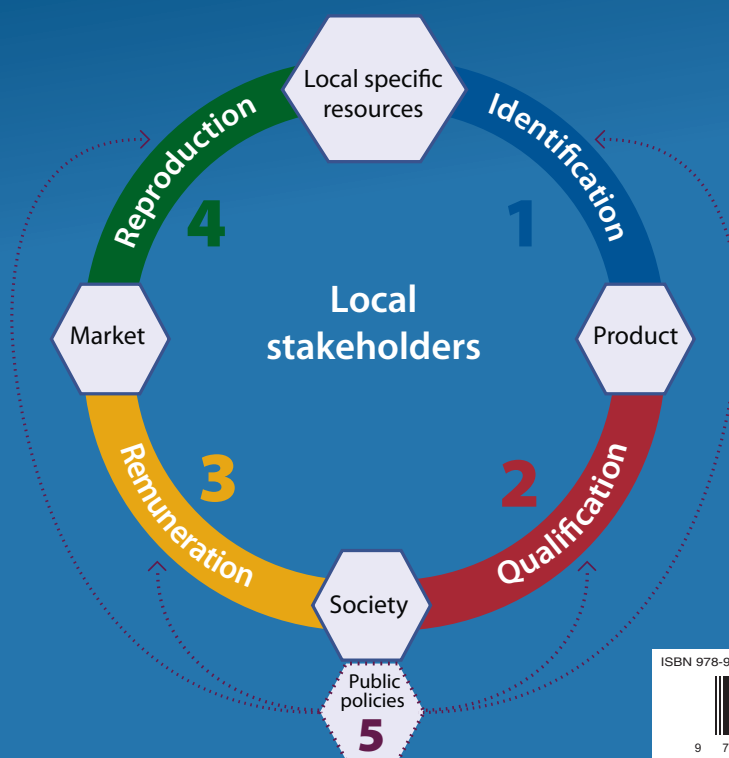 Local specific
resources
Identification
1
Product
2
Qualification
Society
3
Remuneration
Market
4
Reproduction
Local
stakeholders
Public
policies
5
ISBN 978-9
9 7